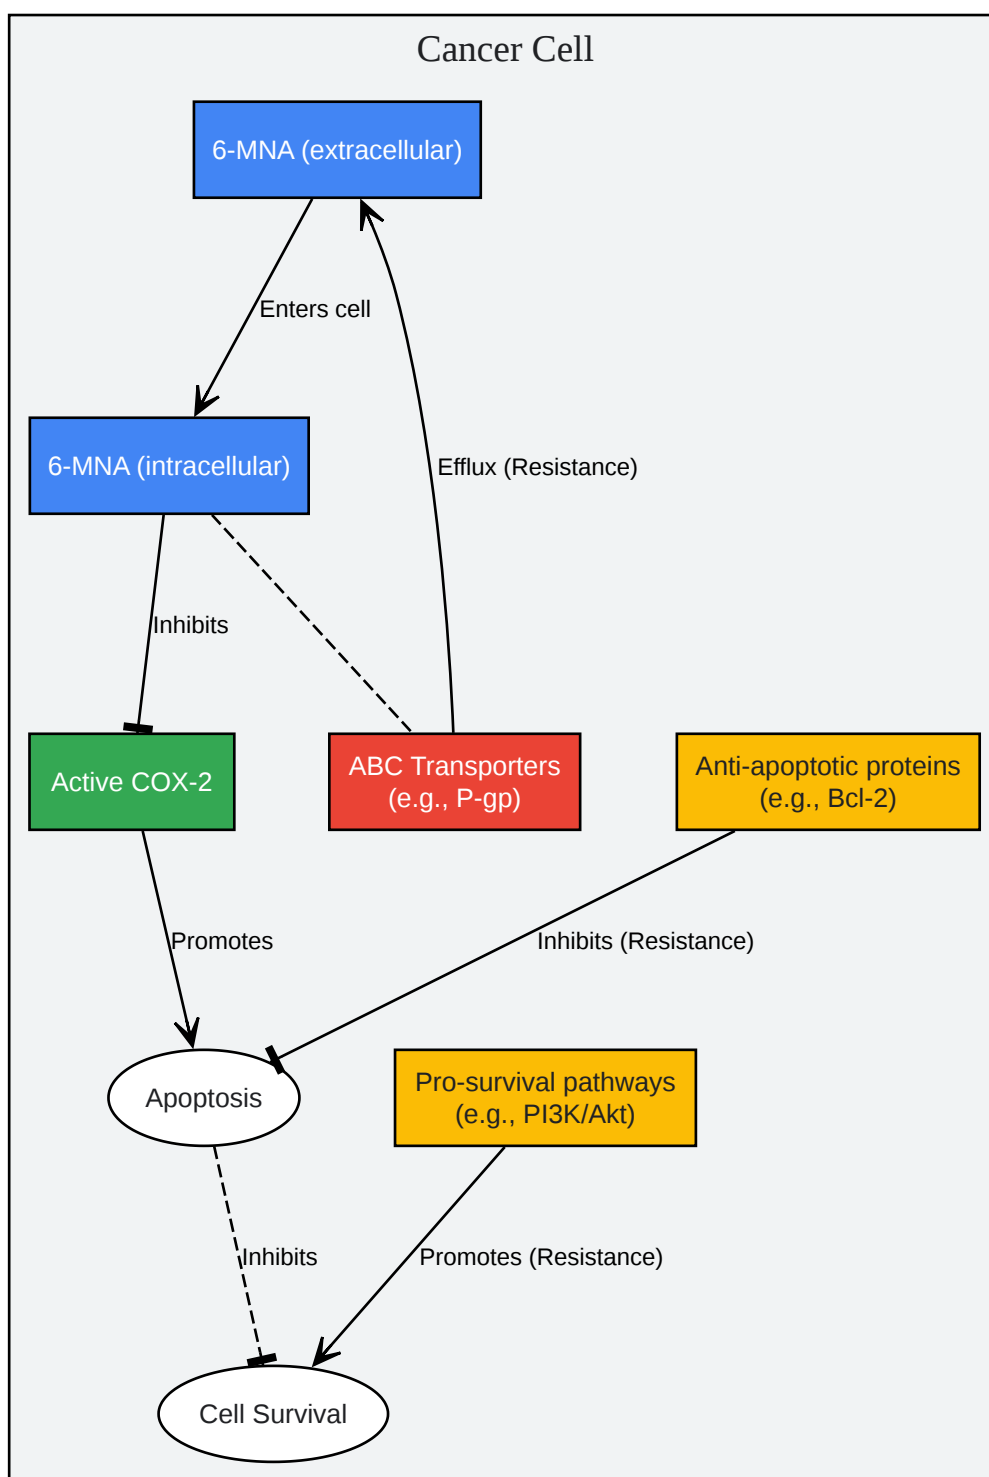 Cancer Cell
6-MNA (extracellular)
Enters cell
6-MNA (intracellular)
Efflux (Resistance)
Inhibits
Active COX-2
ABC Transporters
(e.g., P-gp)
Anti-apoptotic proteins
(e.g., Bcl-2)
Promotes
Inhibits (Resistance)
Apoptosis
Pro-survival pathways
(e.g., PI3K/Akt)
Inhibits
Promotes (Resistance)
Cell Survival